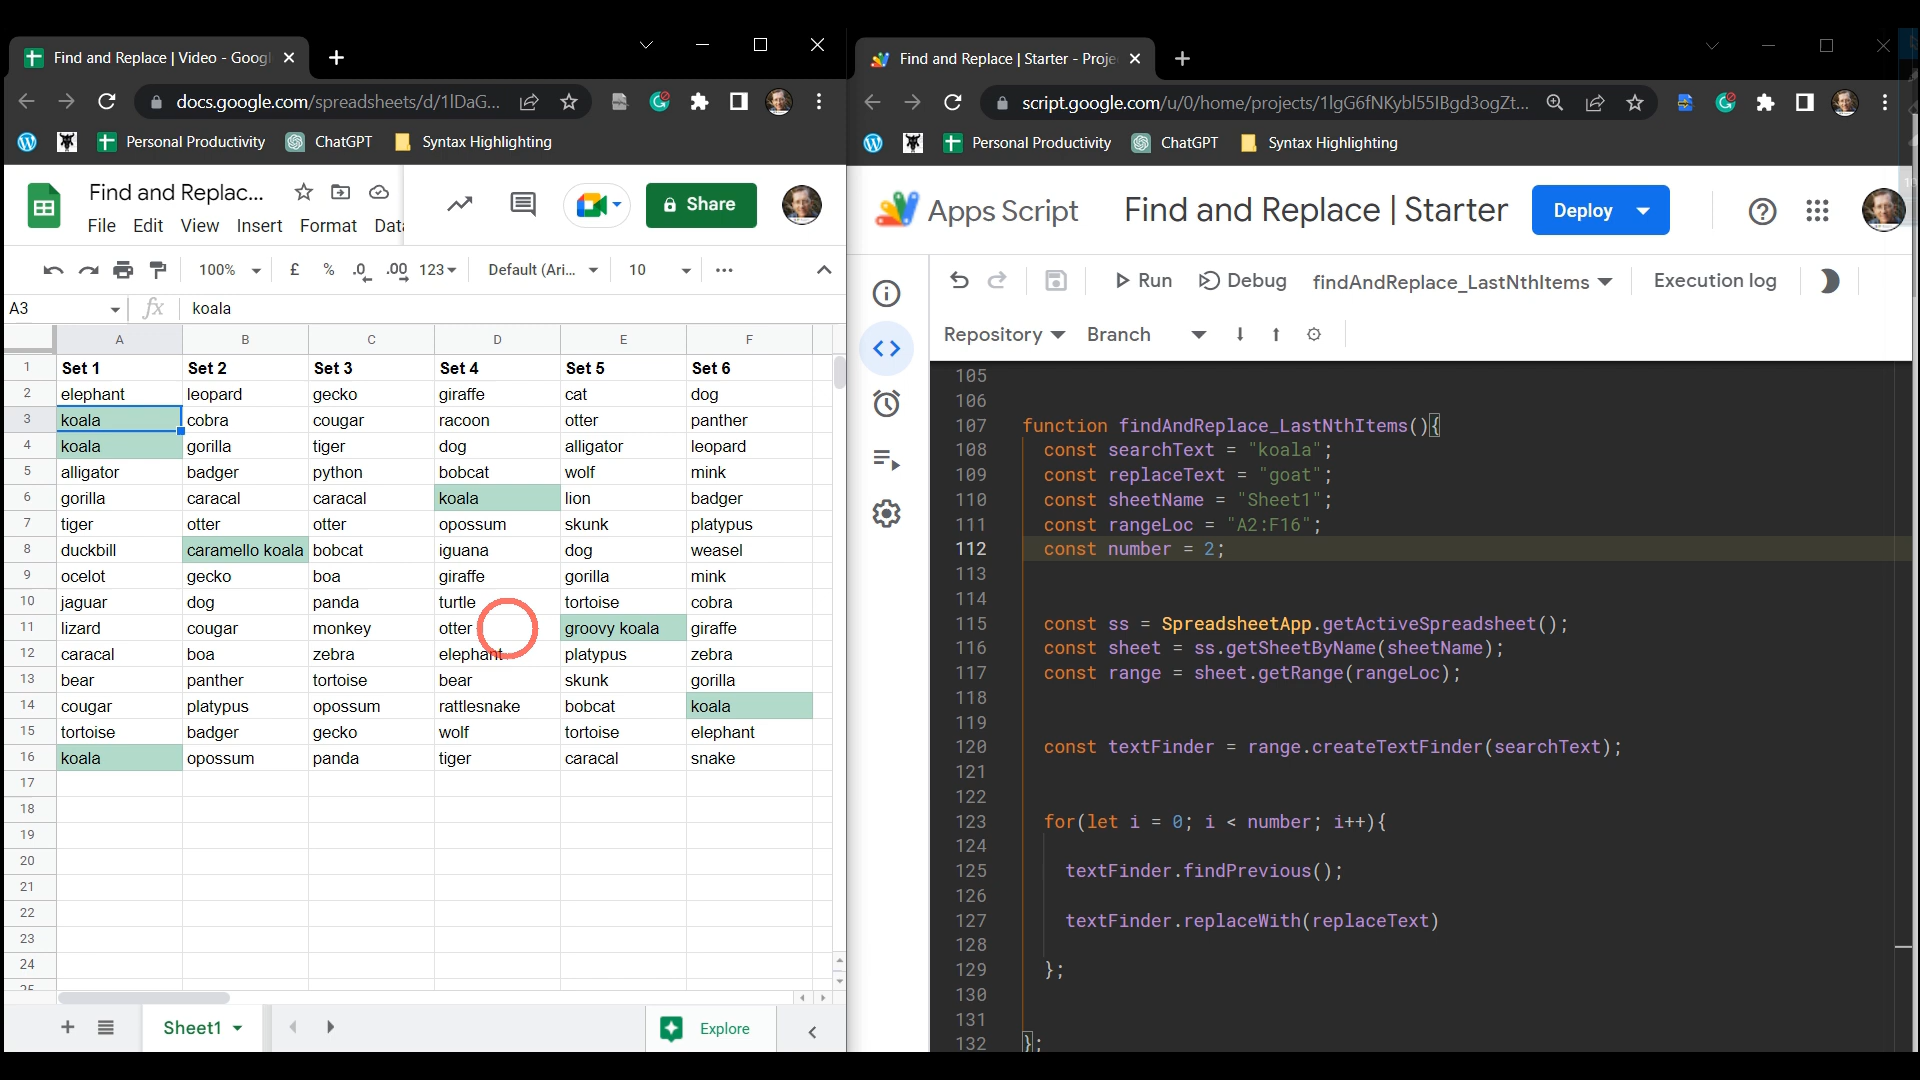 Find and Replace | Video - Googl
docs.google.com/spreadsheets/d/1lDaG...
Personal Productivity ChatGPT Syntax Highlighting
Find and Replac...
File Edit View Insert Format Data
Share
100% £ % .0 .00 123 Default (Ari... 10 ...
A3 fx koala
A B C D E F
1 Set 1 Set 2 Set 3 Set 4 Set 5 Set 6
2 elephant leopard gecko giraffe cat dog
3 koala cobra cougar racoon otter panther
4 koala gorilla tiger dog alligator leopard
5 alligator badger python bobcat wolf mink
6 gorilla caracal caracal koala lion badger
7 tiger otter otter opossum skunk platypus
8 duckbill caramello koala bobcat iguana dog weasel
9 ocelot gecko boa giraffe gorilla mink
10 jaguar dog panda turtle tortoise cobra
11 lizard cougar monkey otter groovy koala giraffe
12 caracal boa zebra elephant platypus zebra
13 bear panther tortoise bear skunk gorilla
14 cougar platypus opossum rattlesnake bobcat koala
15 tortoise badger gecko wolf tortoise elephant
16 koala opossum panda tiger caracal snake
17
18
19
20
21
22
23
24
25
Sheet1
Explore
Find and Replace | Starter - Proje
script.google.com/u/0/home/projects/1lgG6fNKybl55IBgd3ogZt...
Personal Productivity ChatGPT Syntax Highlighting
Apps Script Find and Replace | Starter Deploy
Run Debug findAndReplace_LastNthItems Execution log
Repository Branch
105
106
107 function findAndReplace_LastNthItems(){
108 const searchText = "koala";
109 const replaceText = "goat";
110 const sheetName = "Sheet1";
111 const rangeLoc = "A2:F16";
112 const number = 2;
113
114
115 const ss = SpreadsheetApp.getActiveSpreadsheet();
116 const sheet = ss.getSheetByName(sheetName);
117 const range = sheet.getRange(rangeLoc);
118
119
120 const textFinder = range.createTextFinder(searchText);
121
122
123 for(let i = 0; i < number; i++){
124
125 textFinder.findPrevious();
126
127 textFinder.replaceWith(replaceText)
128
129 };
130
131
132 };